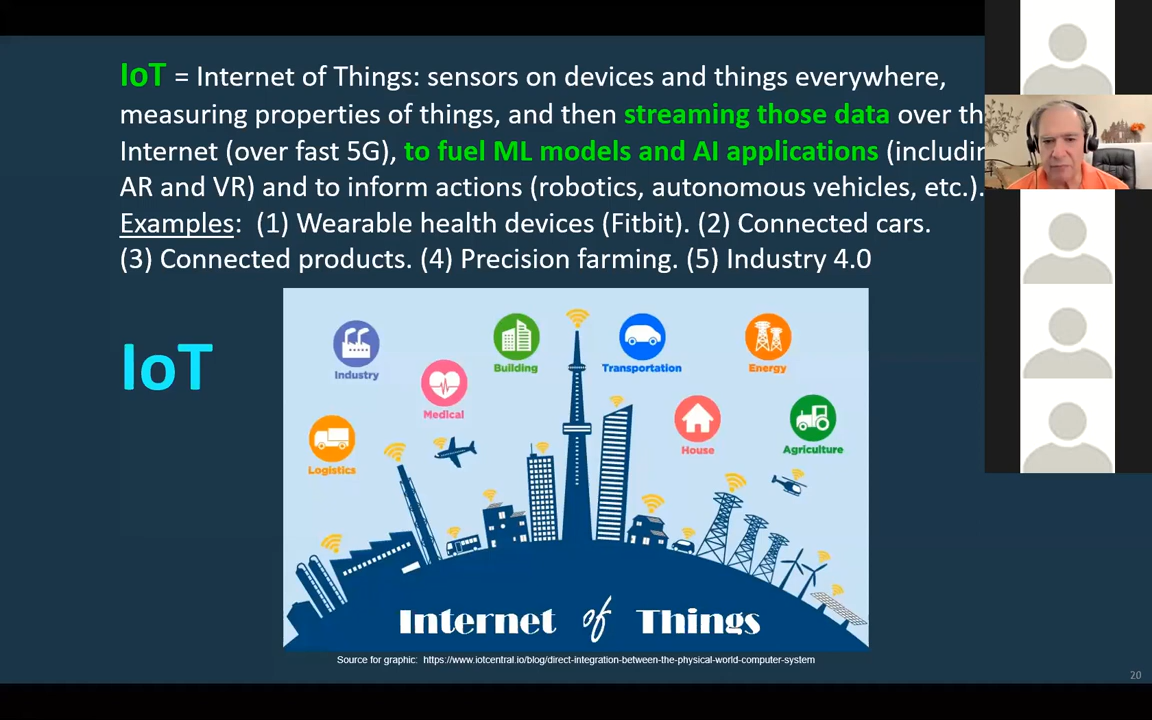 IoT = Internet of Things: sensors on devices and things everywhere,
measuring properties of things, and then streaming those data over th
Internet (over fast 5G), to fuel ML models and AI applications (includin
AR and VR) and to inform actions (robotics, autonomous vehicles, etc.).
Examples: (1) Wearable health devices (Fitbit). (2) Connected cars.
(3) Connected products. (4) Precision farming. (5) Industry 4.0
IoT
Industry
Building
Transportation
Energy
Medical
House
Agriculture
Logistics
Internet of Things
Source for graphic: https://www.iotcentral.io/blog/direct-integration-between-the-physical-world-computer-system
20